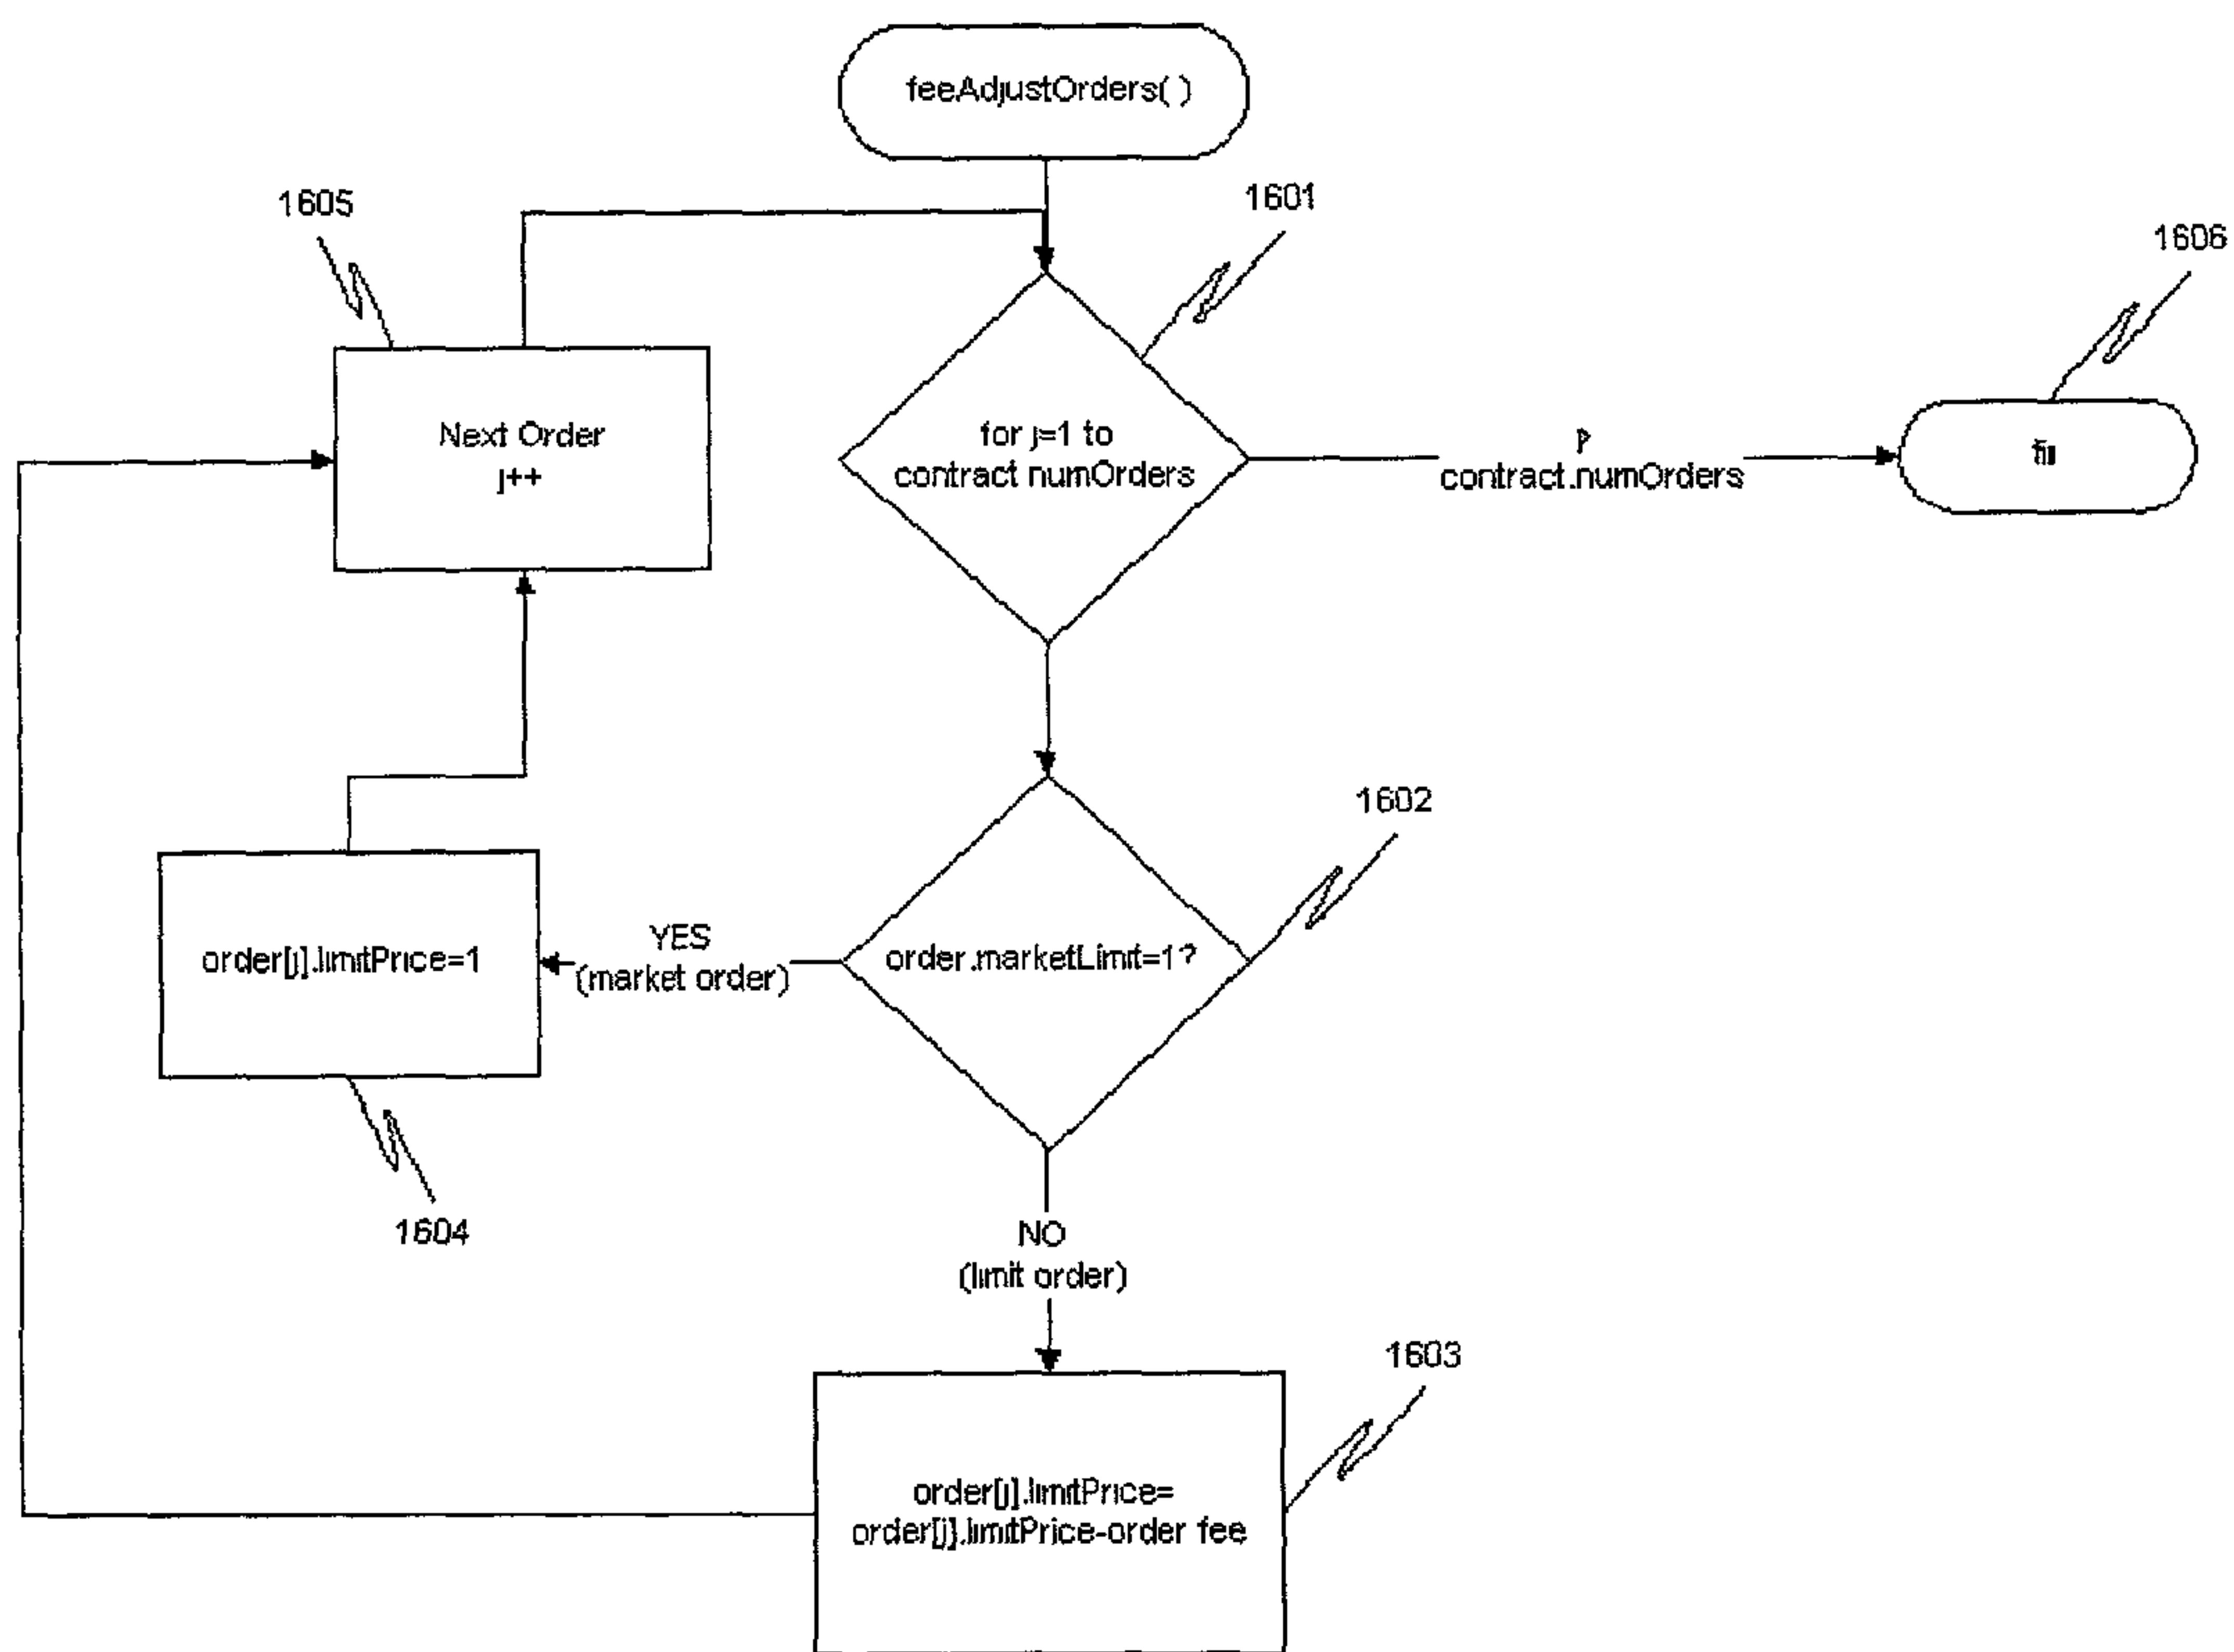 feeAdjustOrders( )
1605
1601
1606
Next Order
j++
for j=1 to
contract numOrders
contract.numOrders
1602
order[j].limitPrice=1
YES
(market order)
order.marketLimit=1?
1604
NO
(limit order)
1603
order[j].limitPrice=
order[j].limitPrice-order fee